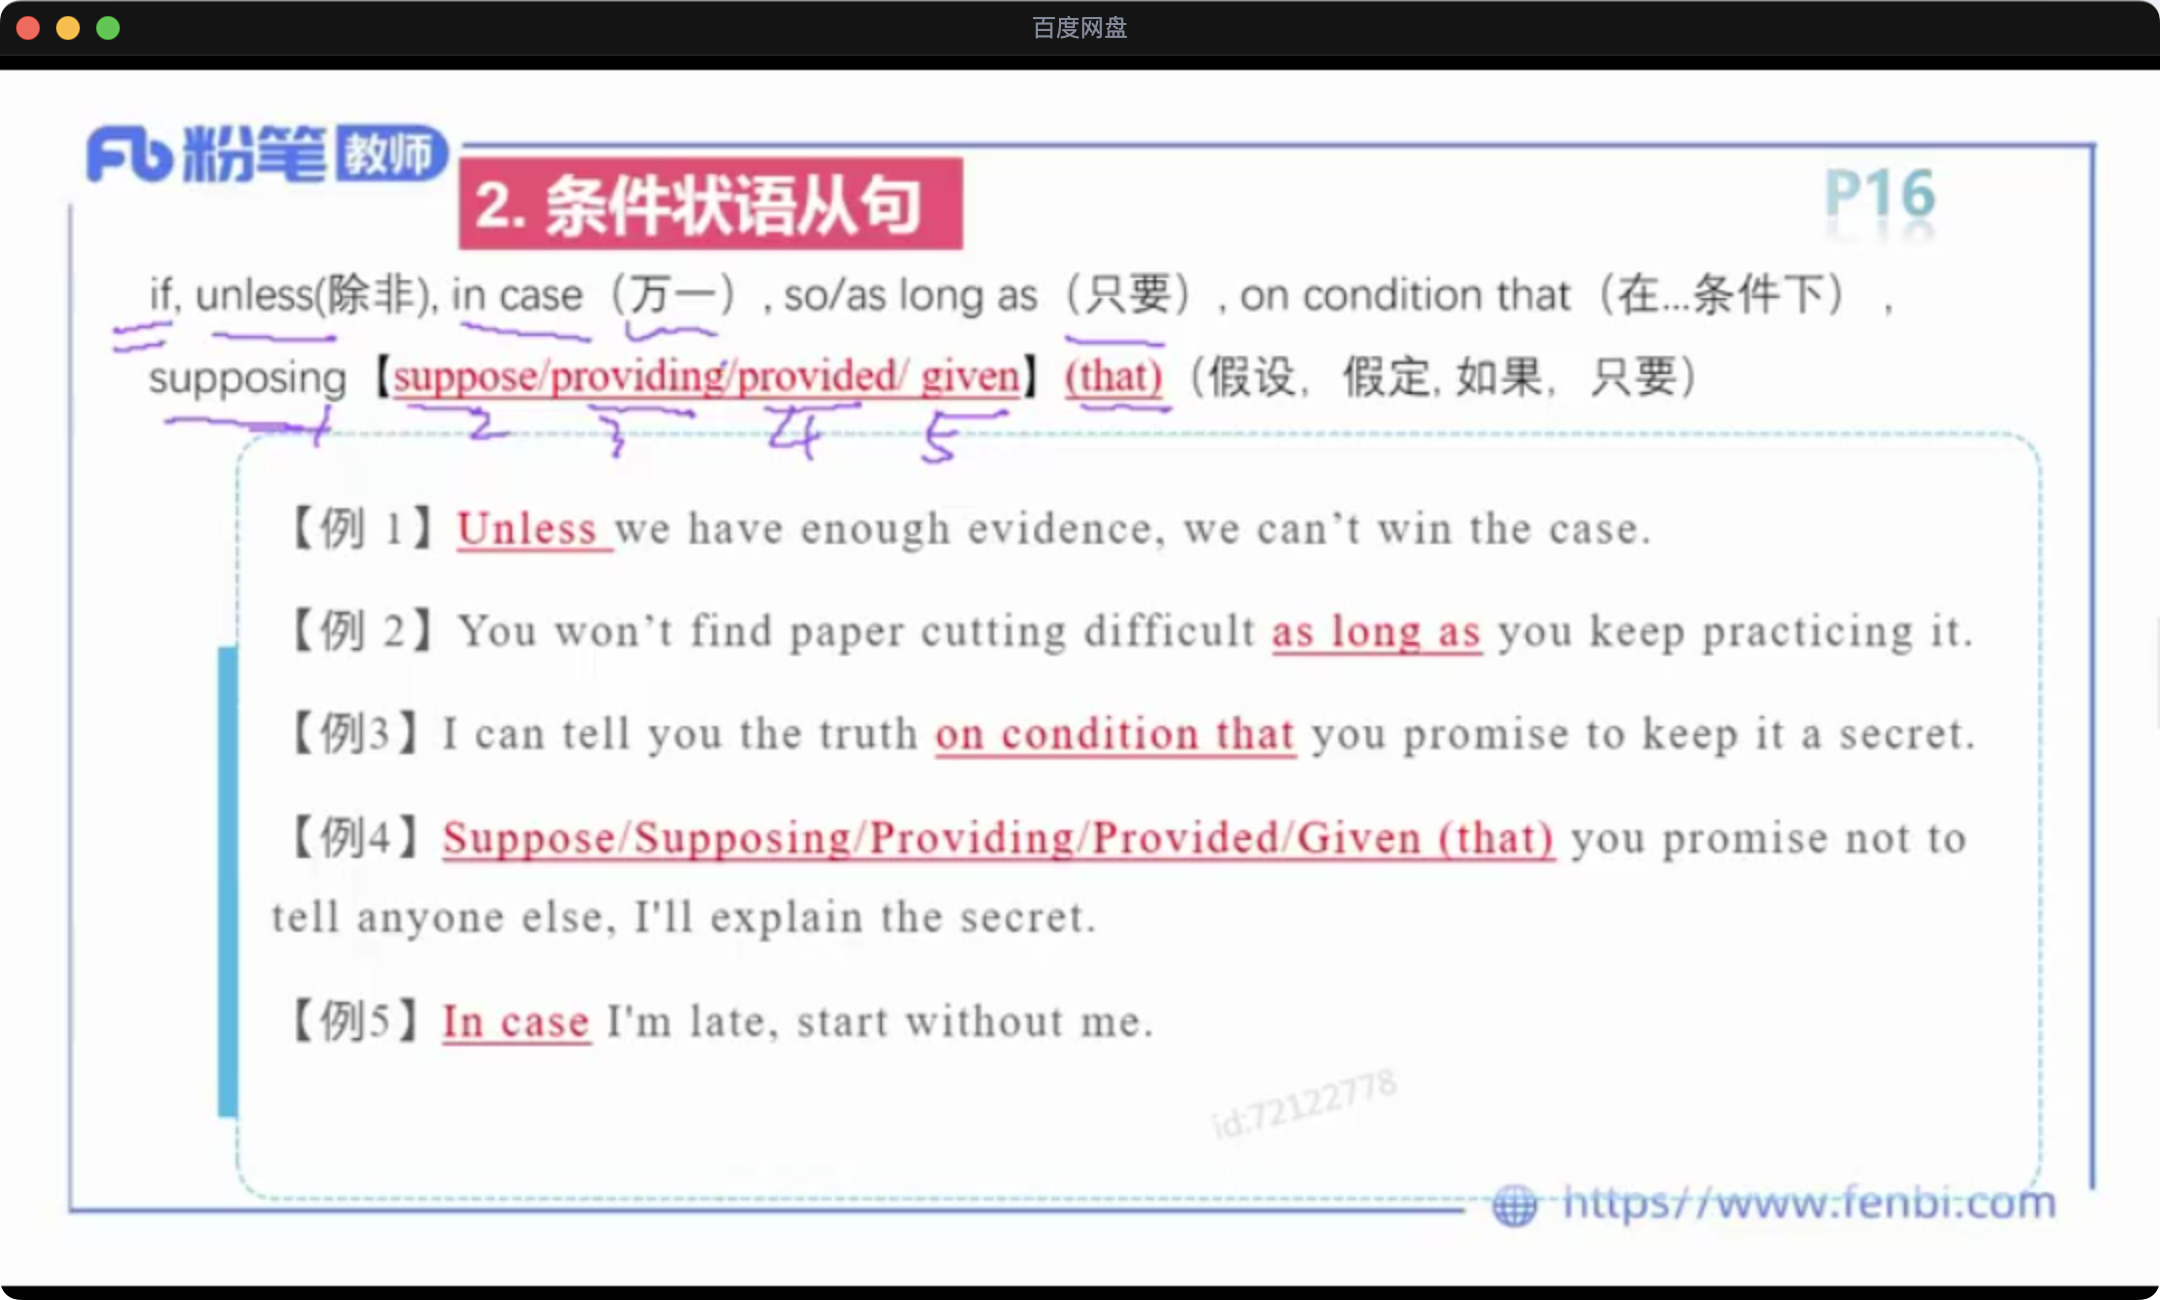 百度网盘
Fb 粉笔 教师
2. 条件状语从句
P16
if, unless(除非), in case（万一）, so/as long as（只要）, on condition that（在...条件下）,
supposing【suppose/providing/provided/ given】(that)（假设，假定, 如果，只要）
1 2 3 4 5
【例 1】Unless we have enough evidence, we can’t win the case.
【例 2】You won’t find paper cutting difficult as long as you keep practicing it.
【例3】I can tell you the truth on condition that you promise to keep it a secret.
【例4】Suppose/Supposing/Providing/Provided/Given (that) you promise not to
tell anyone else, I'll explain the secret.
【例5】In case I'm late, start without me.
id:72122778
https//www.fenbi.com